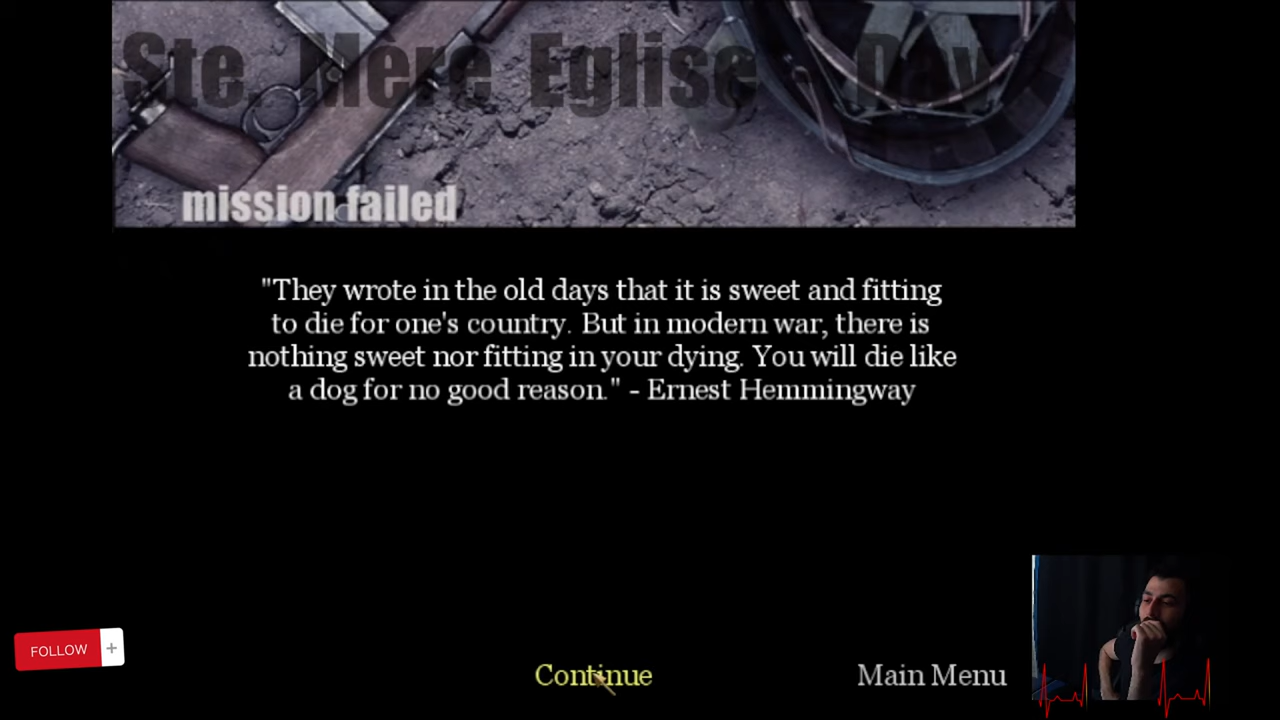 Ste. Mere Eglise - Day
mission failed
"They wrote in the old days that it is sweet and fitting
to die for one's country. But in modern war, there is
nothing sweet nor fitting in your dying. You will die like
a dog for no good reason." - Ernest Hemmingway
FOLLOW +
Continue
Main Menu